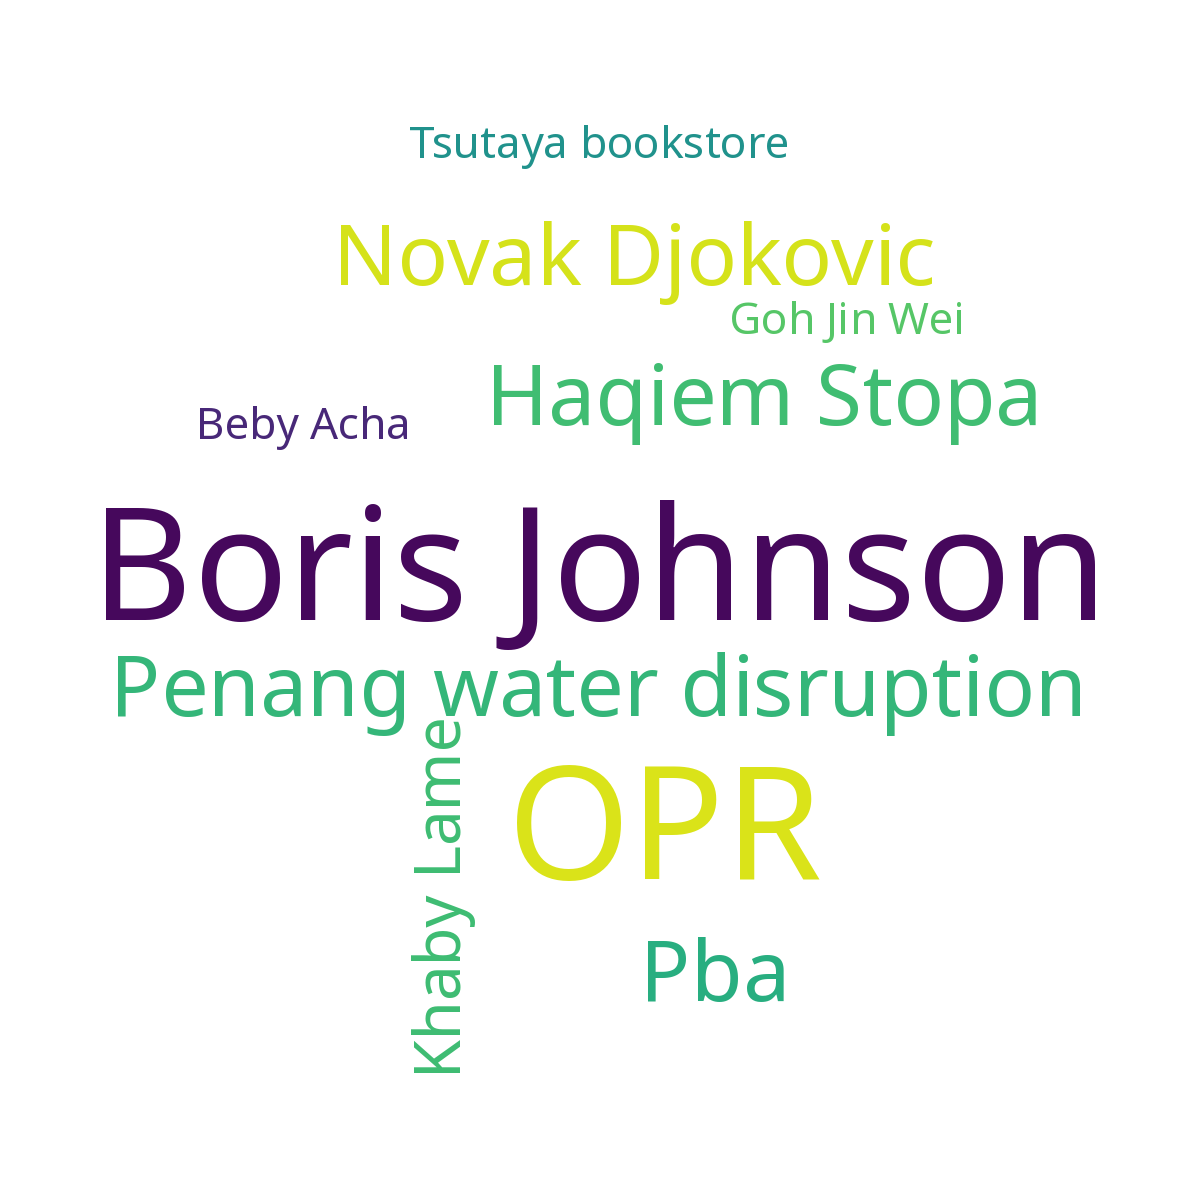 Tsutaya bookstore
Novak Djokovic
Goh Jin Wei
Haqiem Stopa
Beby Acha
Boris Johnson
Penang water disruption
Khaby Lame
OPR
Pba